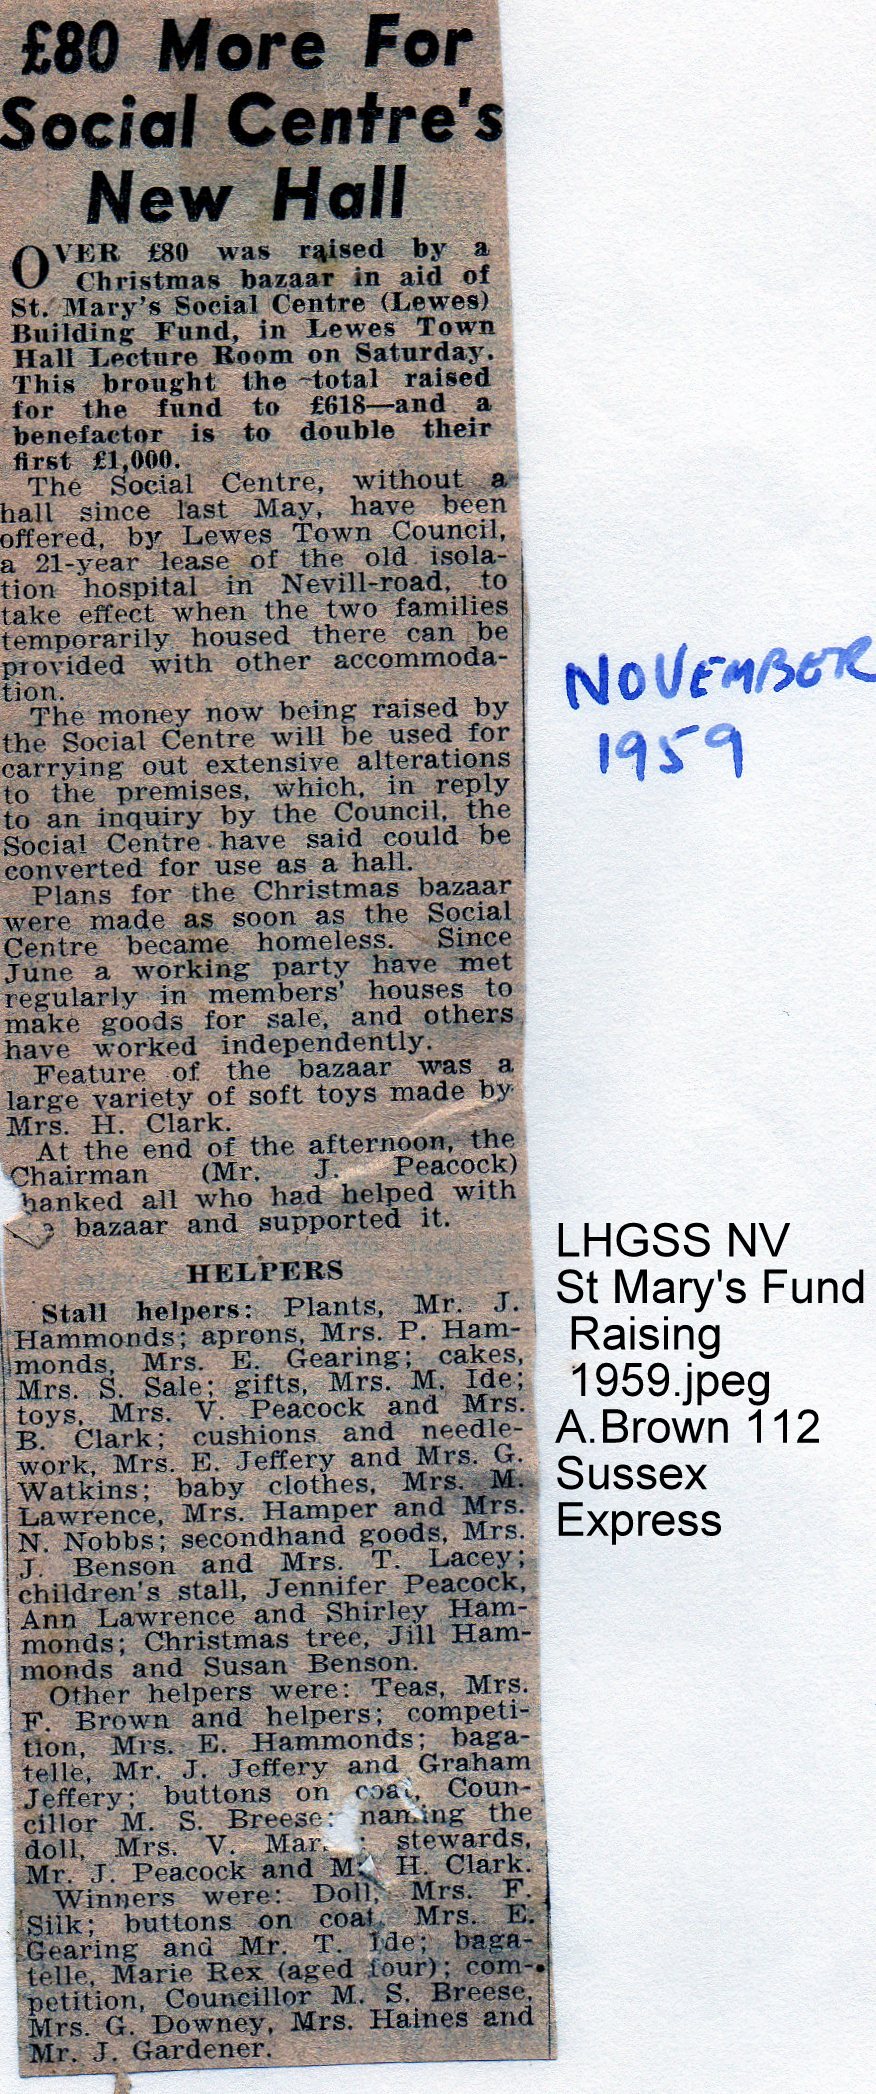 £80 More For
Social Centre's
New Hall
OVER £80 was raised by a
Christmas bazaar in aid of
St. Mary's Social Centre (Lewes)
Building Fund, in Lewes Town
Hall Lecture Room on Saturday.
This brought the total raised
for the fund to £618—and a
benefactor is to double their
first £1,000.
The Social Centre, without a
hall since last May, have been
offered, by Lewes Town Council,
a 21-year lease of the old isola-
tion hospital in Nevill-road, to
take effect when the two families
temporarily housed there can be
provided with other accommoda-
tion.
The money now being raised by
the Social Centre will be used for
carrying out extensive alterations
to the premises, which, in reply
to an inquiry by the Council, the
Social Centre have said could be
converted for use as a hall.
Plans for the Christmas bazaar
were made as soon as the Social
Centre became homeless. Since
June a working party have met
regularly in members' houses to
make goods for sale, and others
have worked independently.
Feature of the bazaar was a
large variety of soft toys made by
Mrs. H. Clark.
At the end of the afternoon, the
Chairman (Mr. J. Peacock)
hanked all who had helped with
bazaar and supported it.
HELPERS
Stall helpers: Plants, Mr. J.
Hammonds; aprons, Mrs. P. Ham-
monds, Mrs. E. Gearing; cakes,
Mrs. S. Sale; gifts, Mrs. M. Ide;
toys, Mrs. V. Peacock and Mrs.
B. Clark; cushions and needle-
work, Mrs. E. Jeffery and Mrs. G.
Watkins; baby clothes, Mrs. M.
Lawrence, Mrs. Hamper and Mrs.
N. Nobbs; secondhand goods, Mrs.
J. Benson and Mrs. T. Lacey;
children's stall, Jennifer Peacock,
Ann Lawrence and Shirley Ham-
monds; Christmas tree, Jill Ham-
monds and Susan Benson.
Other helpers were: Teas, Mrs.
F. Brown and helpers; competi-
tion, Mrs. E. Hammonds; baga-
telle, Mr. J. Jeffery and Graham
Jeffery; buttons on coat, Coun-
cillor M. S. Breese; naming the
doll, Mrs. V. ; stewards,
Mr. J. Peacock and H. Clark.
Winners were: Doll, Mrs. F.
Silk; buttons on coat, Mrs. E.
Gearing and Mr. T. Ide; baga-
telle, Marie Rex (aged four); com-
petition, Councillor M. S. Breese,
Mrs. G. Downey, Mrs. Haines and
Mr. J. Gardener.
NOVEMBER
1959
LHGSS NV
St Mary's Fund
Raising
1959.jpeg
A.Brown 112
Sussex
Express